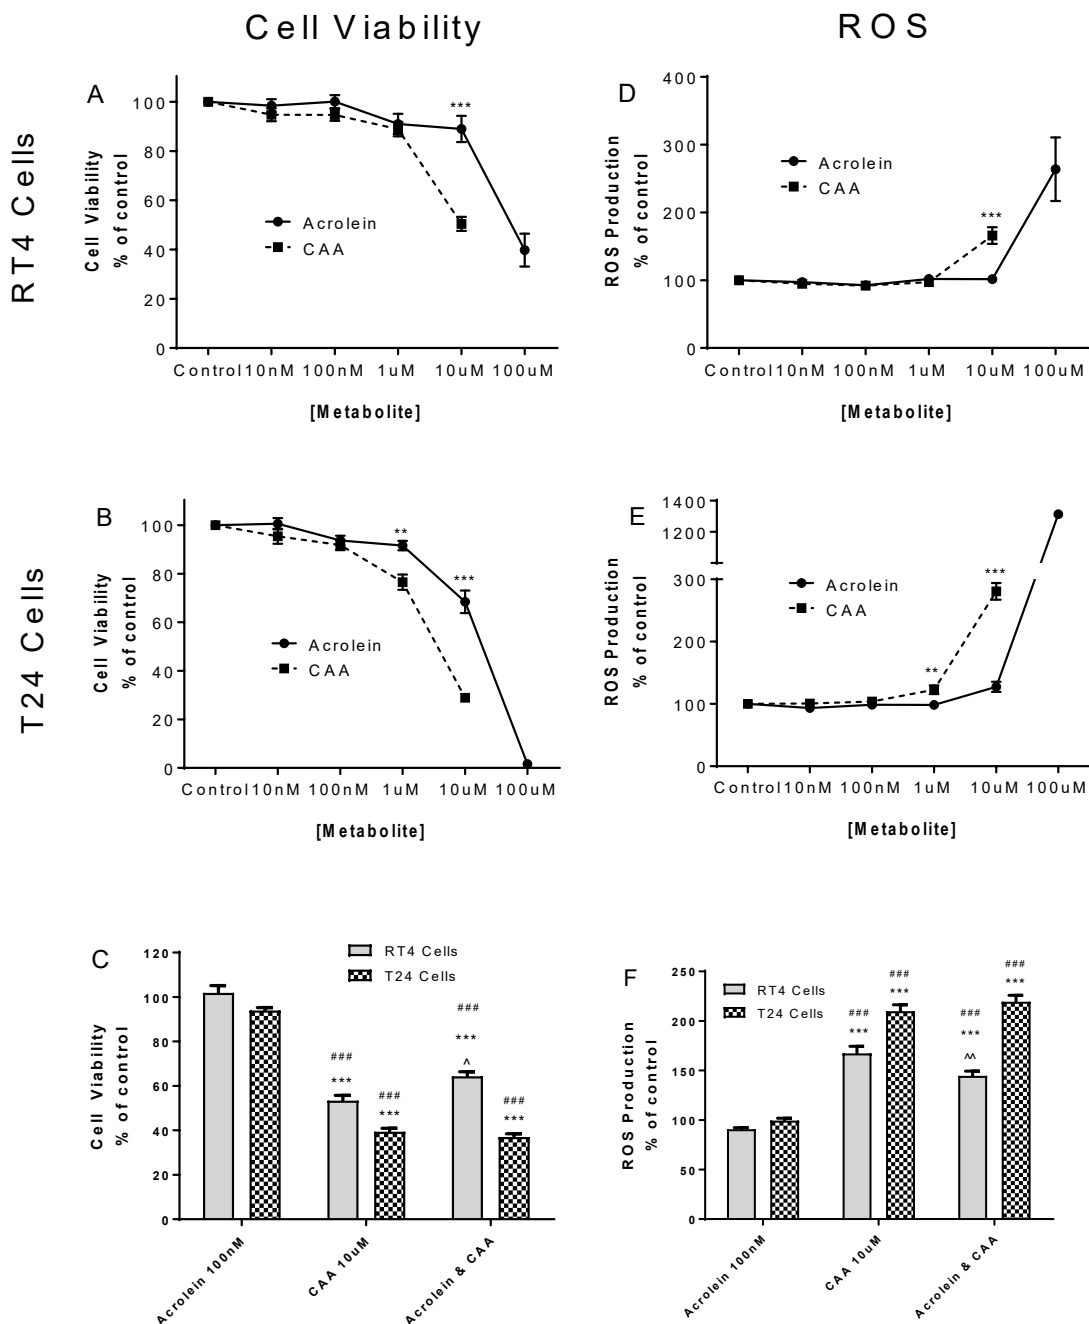 Cell Viability
ROS
RT4 Cells
T24 Cells
A
Cell Viability
% of control
100
80
60
40
20
0
***
Acrolein
CAA
Control 10nM 100nM 1uM 10uM 100uM
[Metabolite]
D
ROS Production
% of control
400
300
200
100
0
***
Acrolein
CAA
Control 10nM 100nM 1uM 10uM 100uM
[Metabolite]
B
Cell Viability
% of control
100
80
60
40
20
0
**
***
Acrolein
CAA
Control 10nM 100nM 1uM 10uM 100uM
[Metabolite]
E
ROS Production
% of control
1400
1300
300
200
100
0
**
***
Acrolein
CAA
Control 10nM 100nM 1uM 10uM 100uM
[Metabolite]
C
Cell Viability
% of control
120
100
80
60
40
20
0
RT4 Cells
T24 Cells
###
***
###
***
###
***
^
###
***
Acrolein 100nM
CAA 10uM
Acrolein & CAA
F
ROS Production
% of control
250
200
150
100
50
0
RT4 Cells
T24 Cells
###
***
###
***
###
***
^^
###
***
Acrolein 100nM
CAA 10uM
Acrolein & CAA